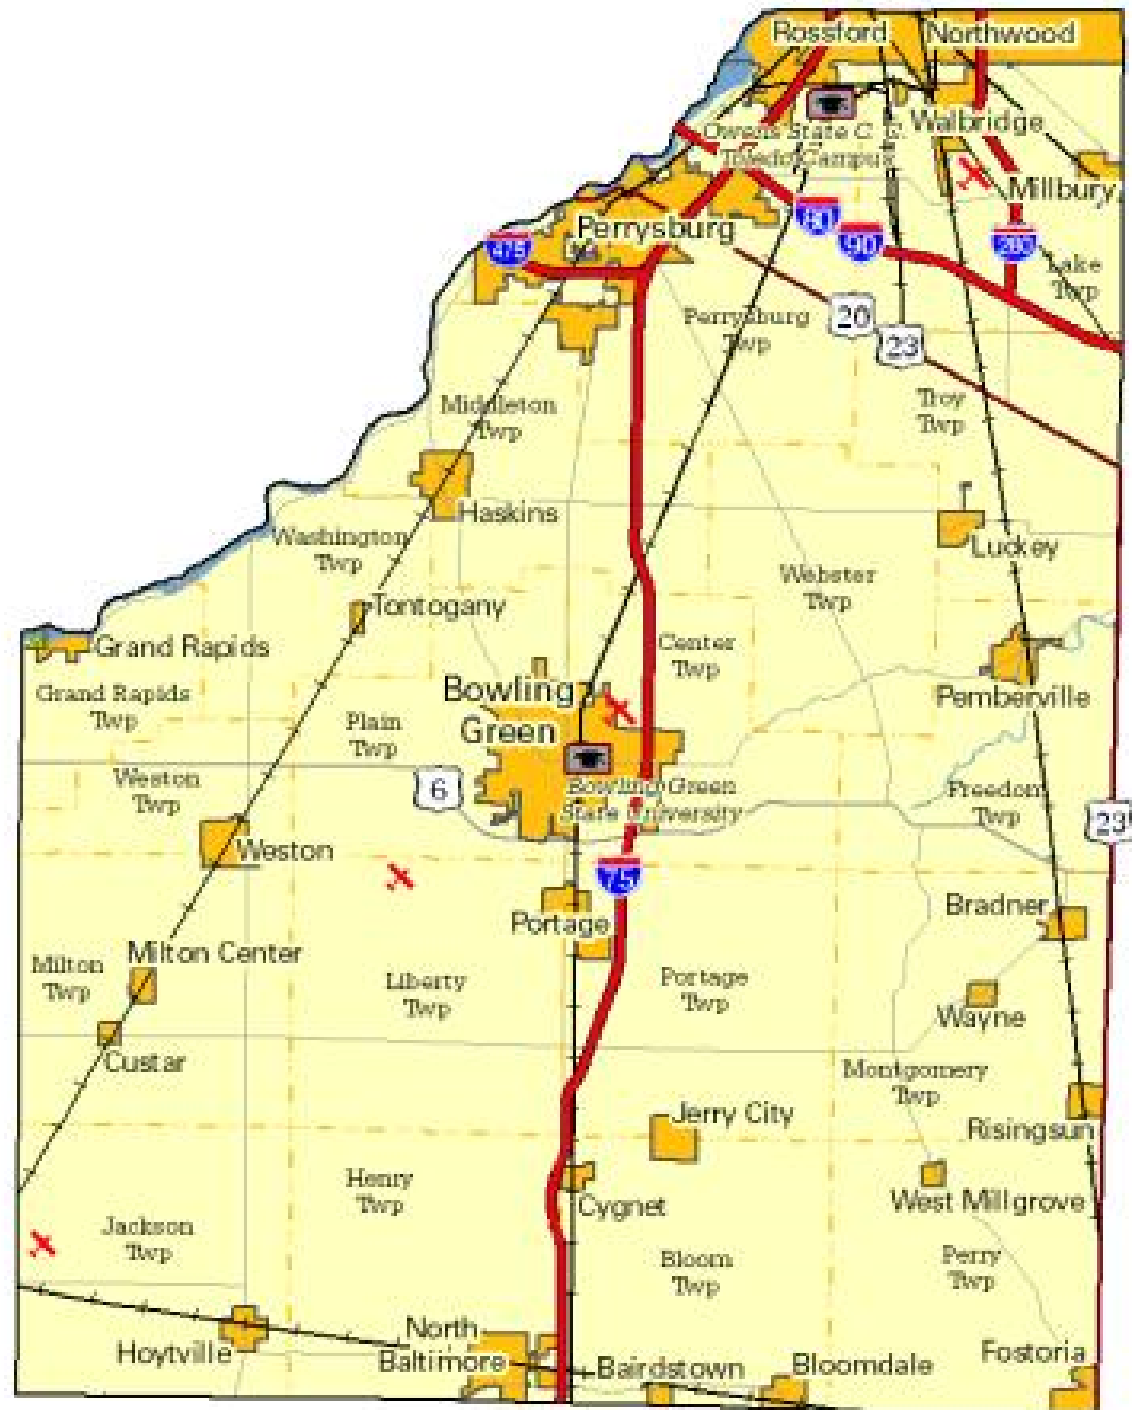 Rossford
Northwood
Owens State C. C.
Toledo Campus
Walbridge
Millbury
Perrysburg
475
80
90
280
Lake
Twp
20
23
Perrysburg
Twp
Middleton
Twp
Troy
Twp
Haskins
Washington
Twp
Luckey
Webster
Twp
Tontogany
Grand Rapids
Center
Twp
Grand Rapids
Twp
Bowling
Green
Pemberville
Plain
Twp
Weston
Twp
6
Bowling Green
State University
Freedom
Twp
23
Weston
75
Portage
Bradner
Milton Center
Milton
Twp
Liberty
Twp
Portage
Twp
Wayne
Custar
Montgomery
Twp
Jerry City
Risingsun
Henry
Twp
Cygnet
West Millgrove
Jackson
Twp
Bloom
Twp
Perry
Twp
Hoytville
North
Baltimore
Bairdstown
Bloomdale
Fostoria